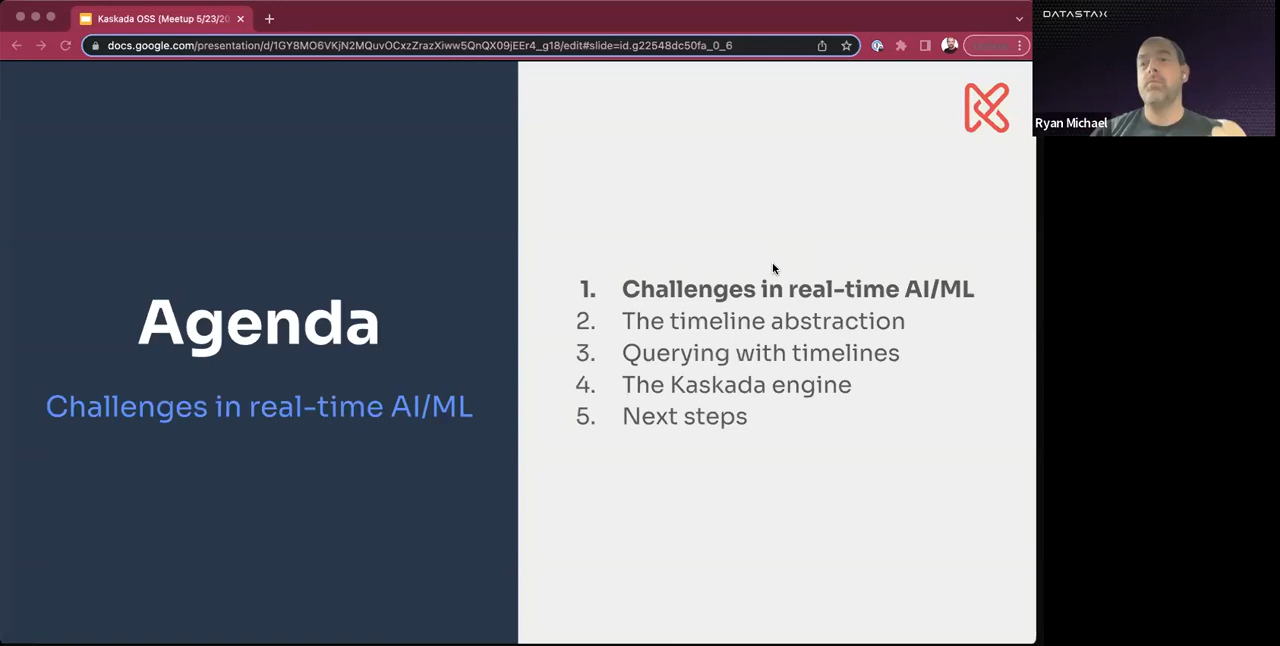 Kaskada OSS (Meetup 5/23/20
docs.google.com/presentation/d/1GY8MO6VKjN2MQuvOCxzZrazXiww5QnQX09jEEr4_g18/edit#slide=id.g22548dc50fa_0_6
DATASTAX
Ryan Michael
Agenda
Challenges in real-time AI/ML
1. Challenges in real-time AI/ML
2. The timeline abstraction
3. Querying with timelines
4. The Kaskada engine
5. Next steps